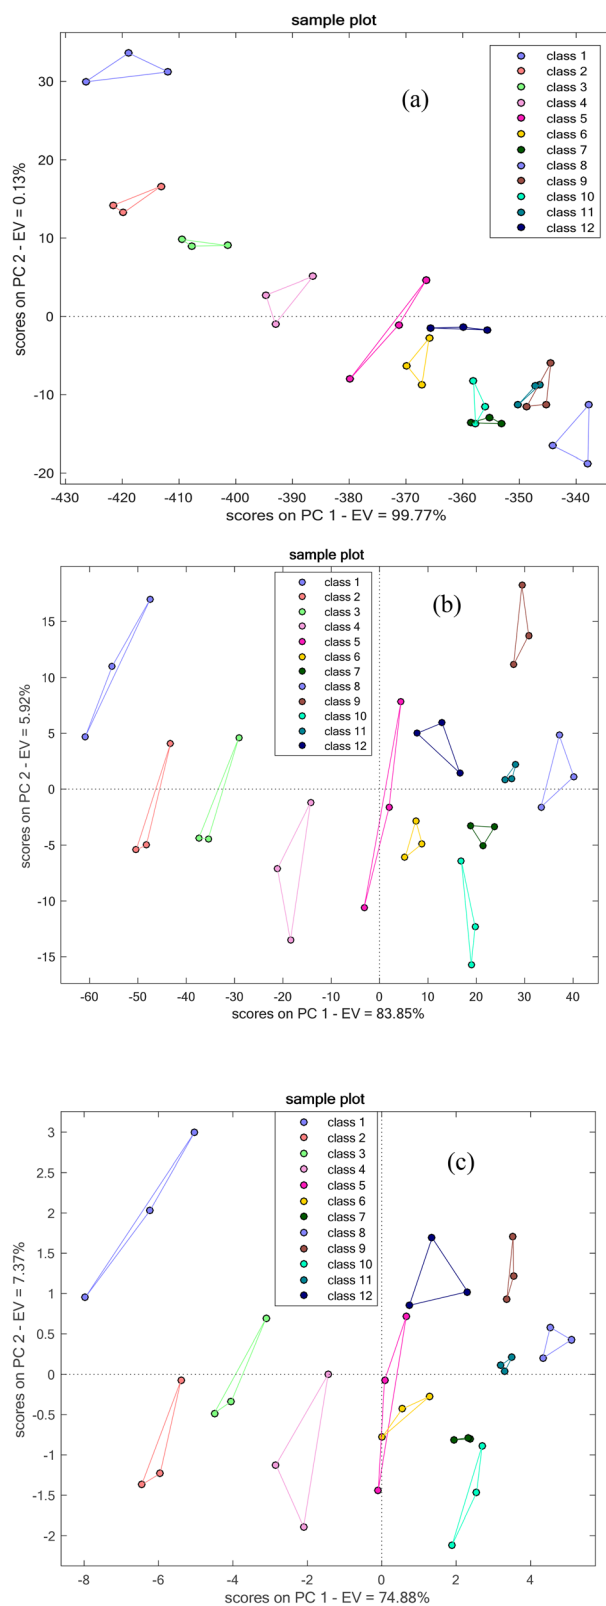 sample plot
(a)
class 1
class 2
class 3
class 4
class 5
class 6
class 7
class 8
class 9
class 10
class 11
class 12
scores on PC 2 - EV = 0.13%
30
20
10
0
-10
-20
-430 -420 -410 -400 -390 -380 -370 -360 -350 -340
scores on PC 1 - EV = 99.77%
sample plot
(b)
class 1
class 2
class 3
class 4
class 5
class 6
class 7
class 8
class 9
class 10
class 11
class 12
scores on PC 2 - EV = 5.92%
15
10
5
0
-5
-10
-15
-60 -50 -40 -30 -20 -10 0 10 20 30 40
scores on PC 1 - EV = 83.85%
sample plot
(c)
class 1
class 2
class 3
class 4
class 5
class 6
class 7
class 8
class 9
class 10
class 11
class 12
scores on PC 2 - EV = 7.37%
3
2.5
2
1.5
1
0.5
0
-0.5
-1
-1.5
-2
-8 -6 -4 -2 0 2 4
scores on PC 1 - EV = 74.88%